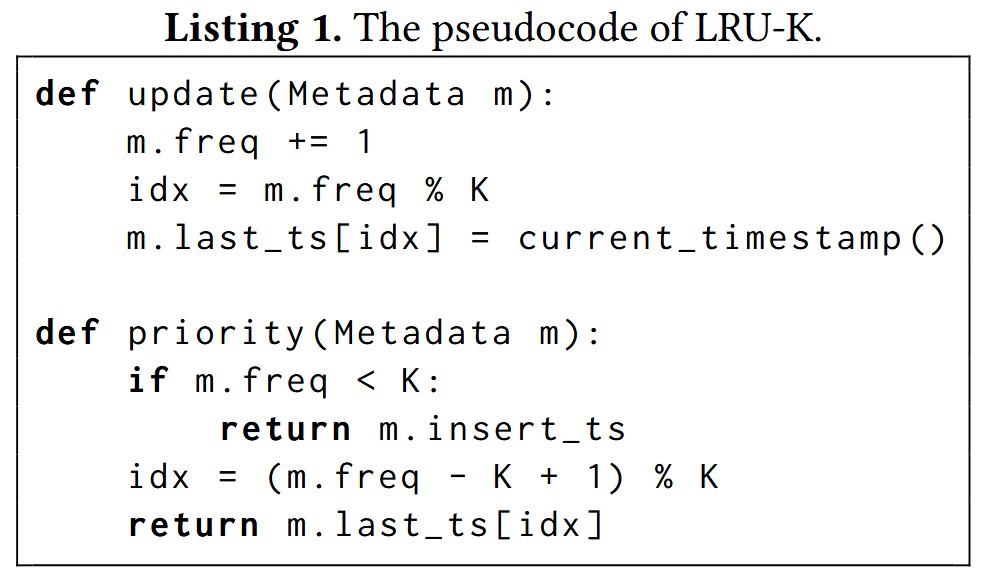 Listing 1. The pseudocode of LRU-K.
def update(Metadata m):
    m.freq += 1
    idx = m.freq % K
    m.last_ts[idx] = current_timestamp()

def priority(Metadata m):
    if m.freq < K:
        return m.insert_ts
    idx = (m.freq - K + 1) % K
    return m.last_ts[idx]